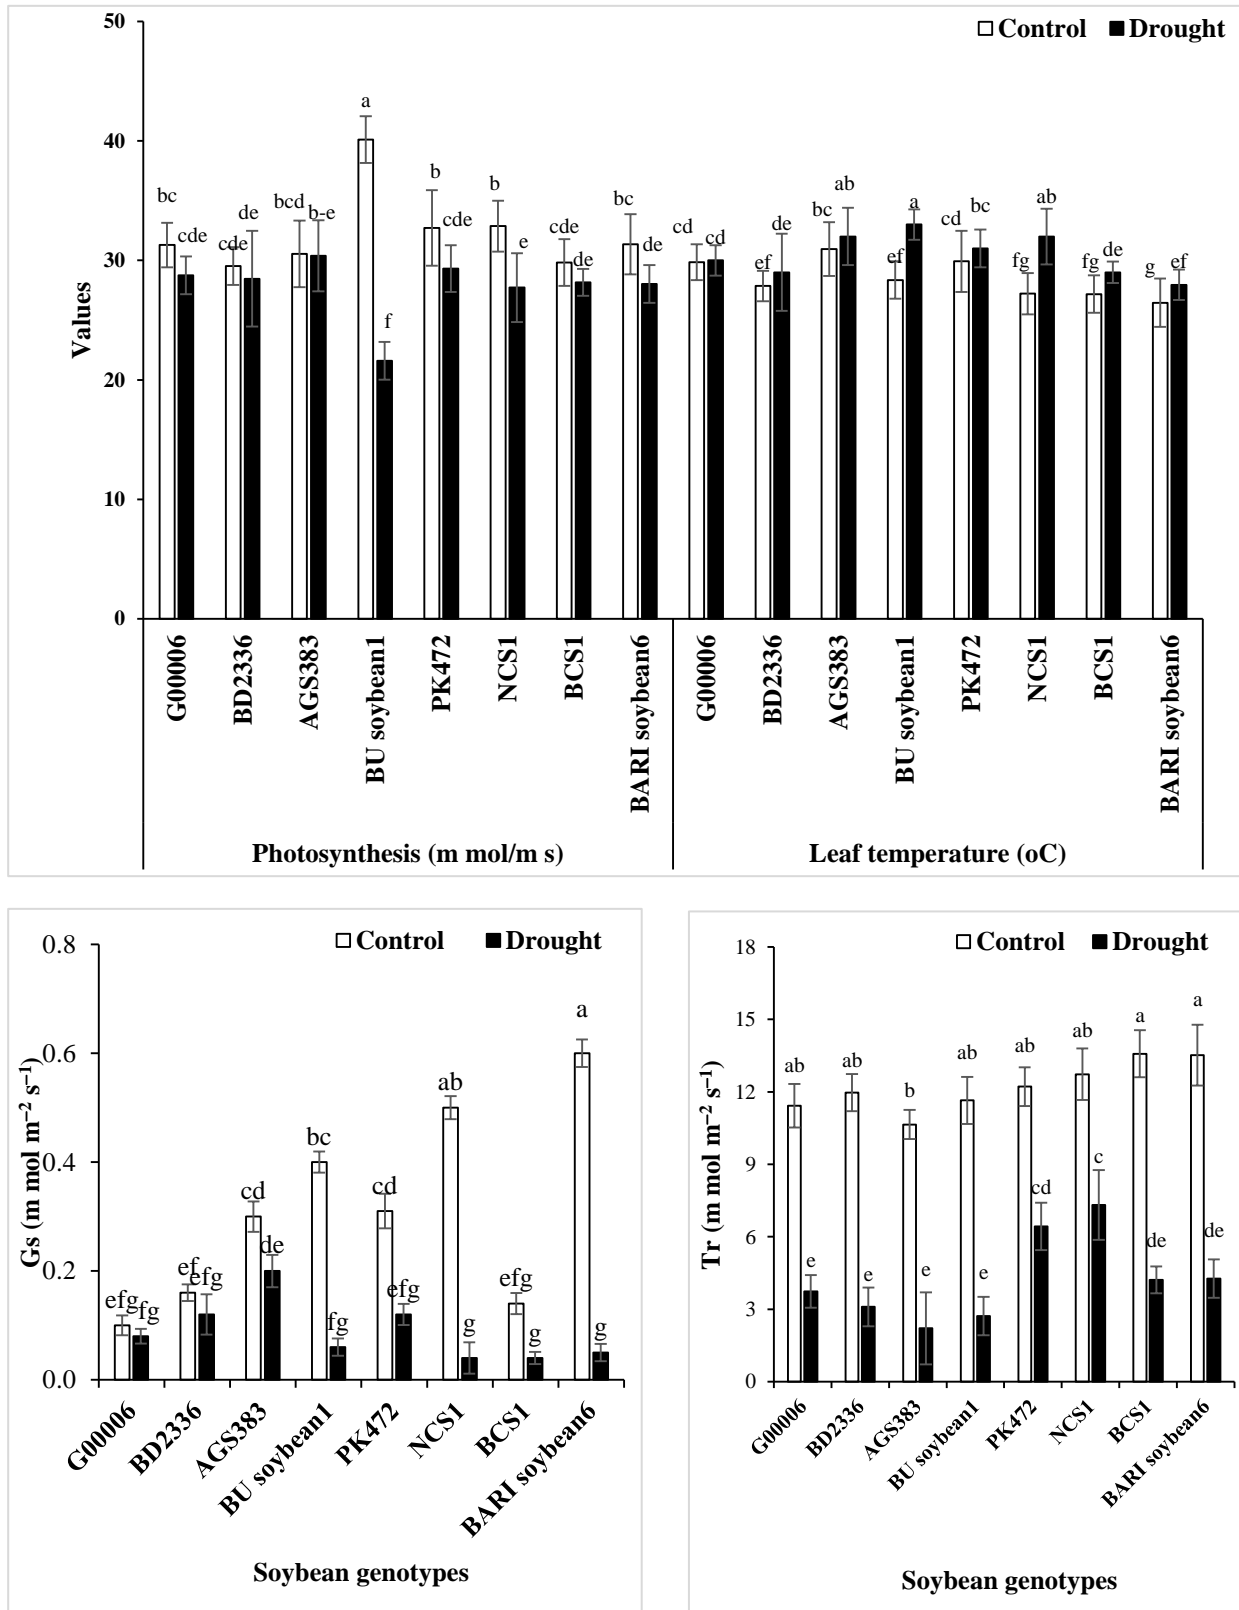 50
40
30
20
10
0
Values
Control Drought
bc cde cde de bcd b-e a f b cde b e cde de bc de cd cd ef de bc ab ef a cd bc fg ab fg de g ef
G00006 BD2336 AGS383 BU soybean1 PK472 NCS1 BCS1 BARI soybean6 G00006 BD2336 AGS383 BU soybean1 PK472 NCS1 BCS1 BARI soybean6
Photosynthesis (m mol/m s) Leaf temperature (oC)
0.8
0.6
0.4
0.2
0.0
Gs (m mol m⁻² s⁻¹)
Control Drought
efg fg ef efg cd de bc fg cd efg ab g efg g a g
G00006 BD2336 AGS383 BU soybean1 PK472 NCS1 BCS1 BARI soybean6
Soybean genotypes
18
15
12
9
6
3
0
Tr (m mol m⁻² s⁻¹)
Control Drought
ab e ab e b e ab e ab cd ab c a de a de
G00006 BD2336 AGS383 BU soybean1 PK472 NCS1 BCS1 BARI soybean6
Soybean genotypes